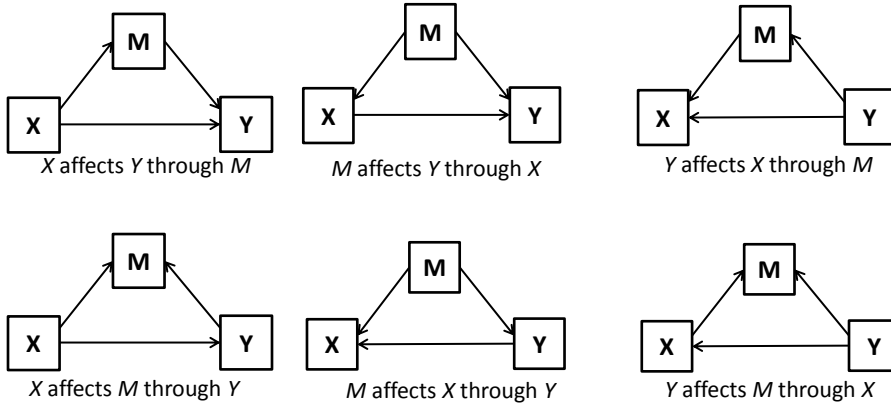 M
M
M
X
Y
X
Y
X
Y
X affects Y through M
M affects Y through X
Y affects X through M
M
M
M
X
Y
X
Y
X
Y
X affects M through Y
M affects X through Y
Y affects M through X